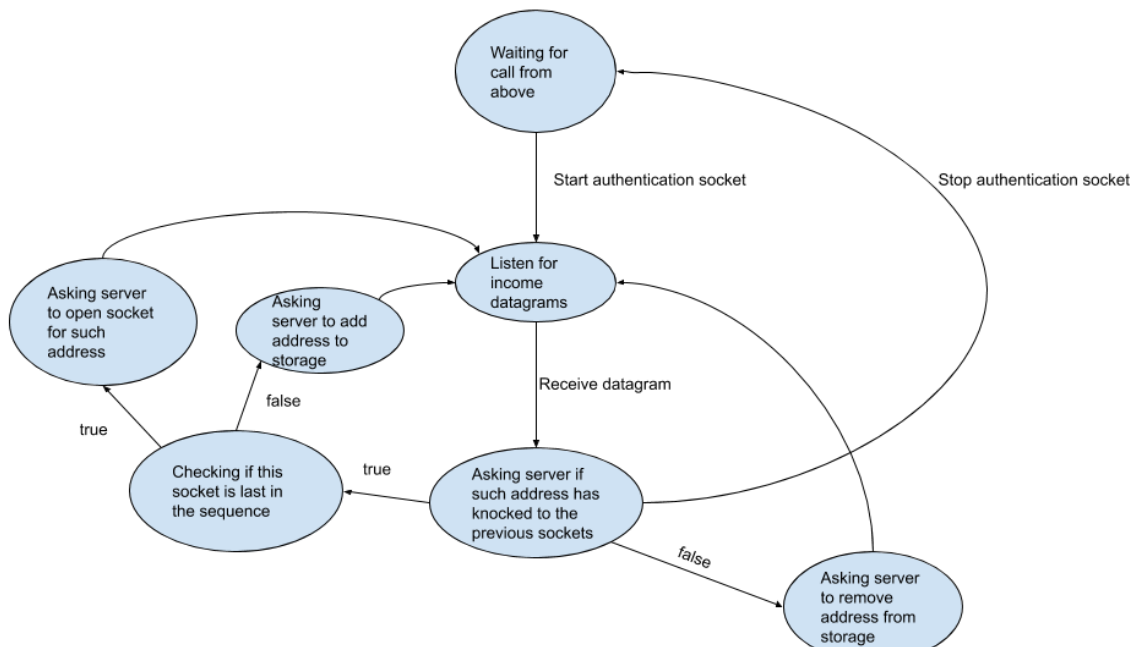 Waiting for
call from
above
Start authentication socket
Stop authentication socket
Listen for
income
datagrams
Asking server
to open socket
for such
address
Asking
server to add
address to
storage
Receive datagram
false
true
Checking if this
socket is last in
the sequence
true
Asking server if
such address has
knocked to the
previous sockets
false
Asking server
to remove
address from
storage